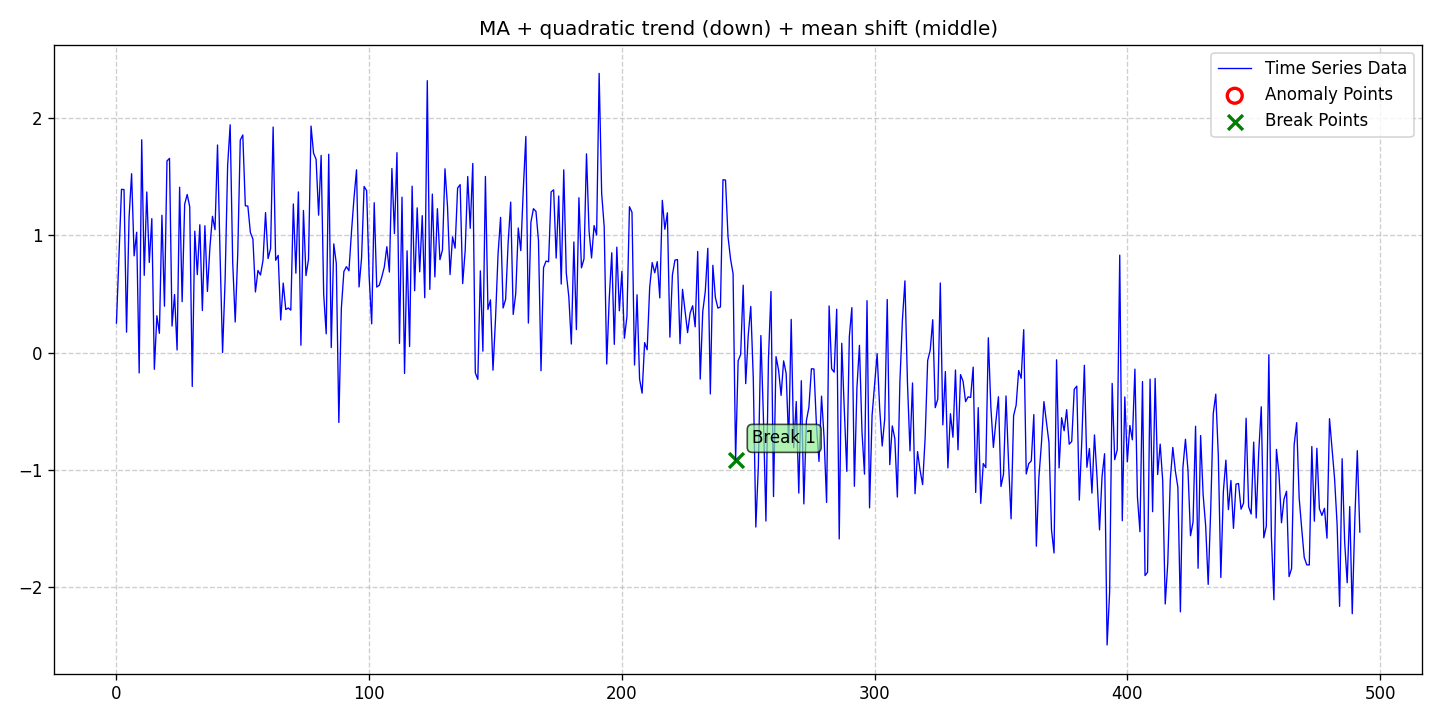 MA + quadratic trend (down) + mean shift (middle)
Time Series Data
Anomaly Points
Break Points
2
1
0
−1
−2
Break 1
0
100
200
300
400
500